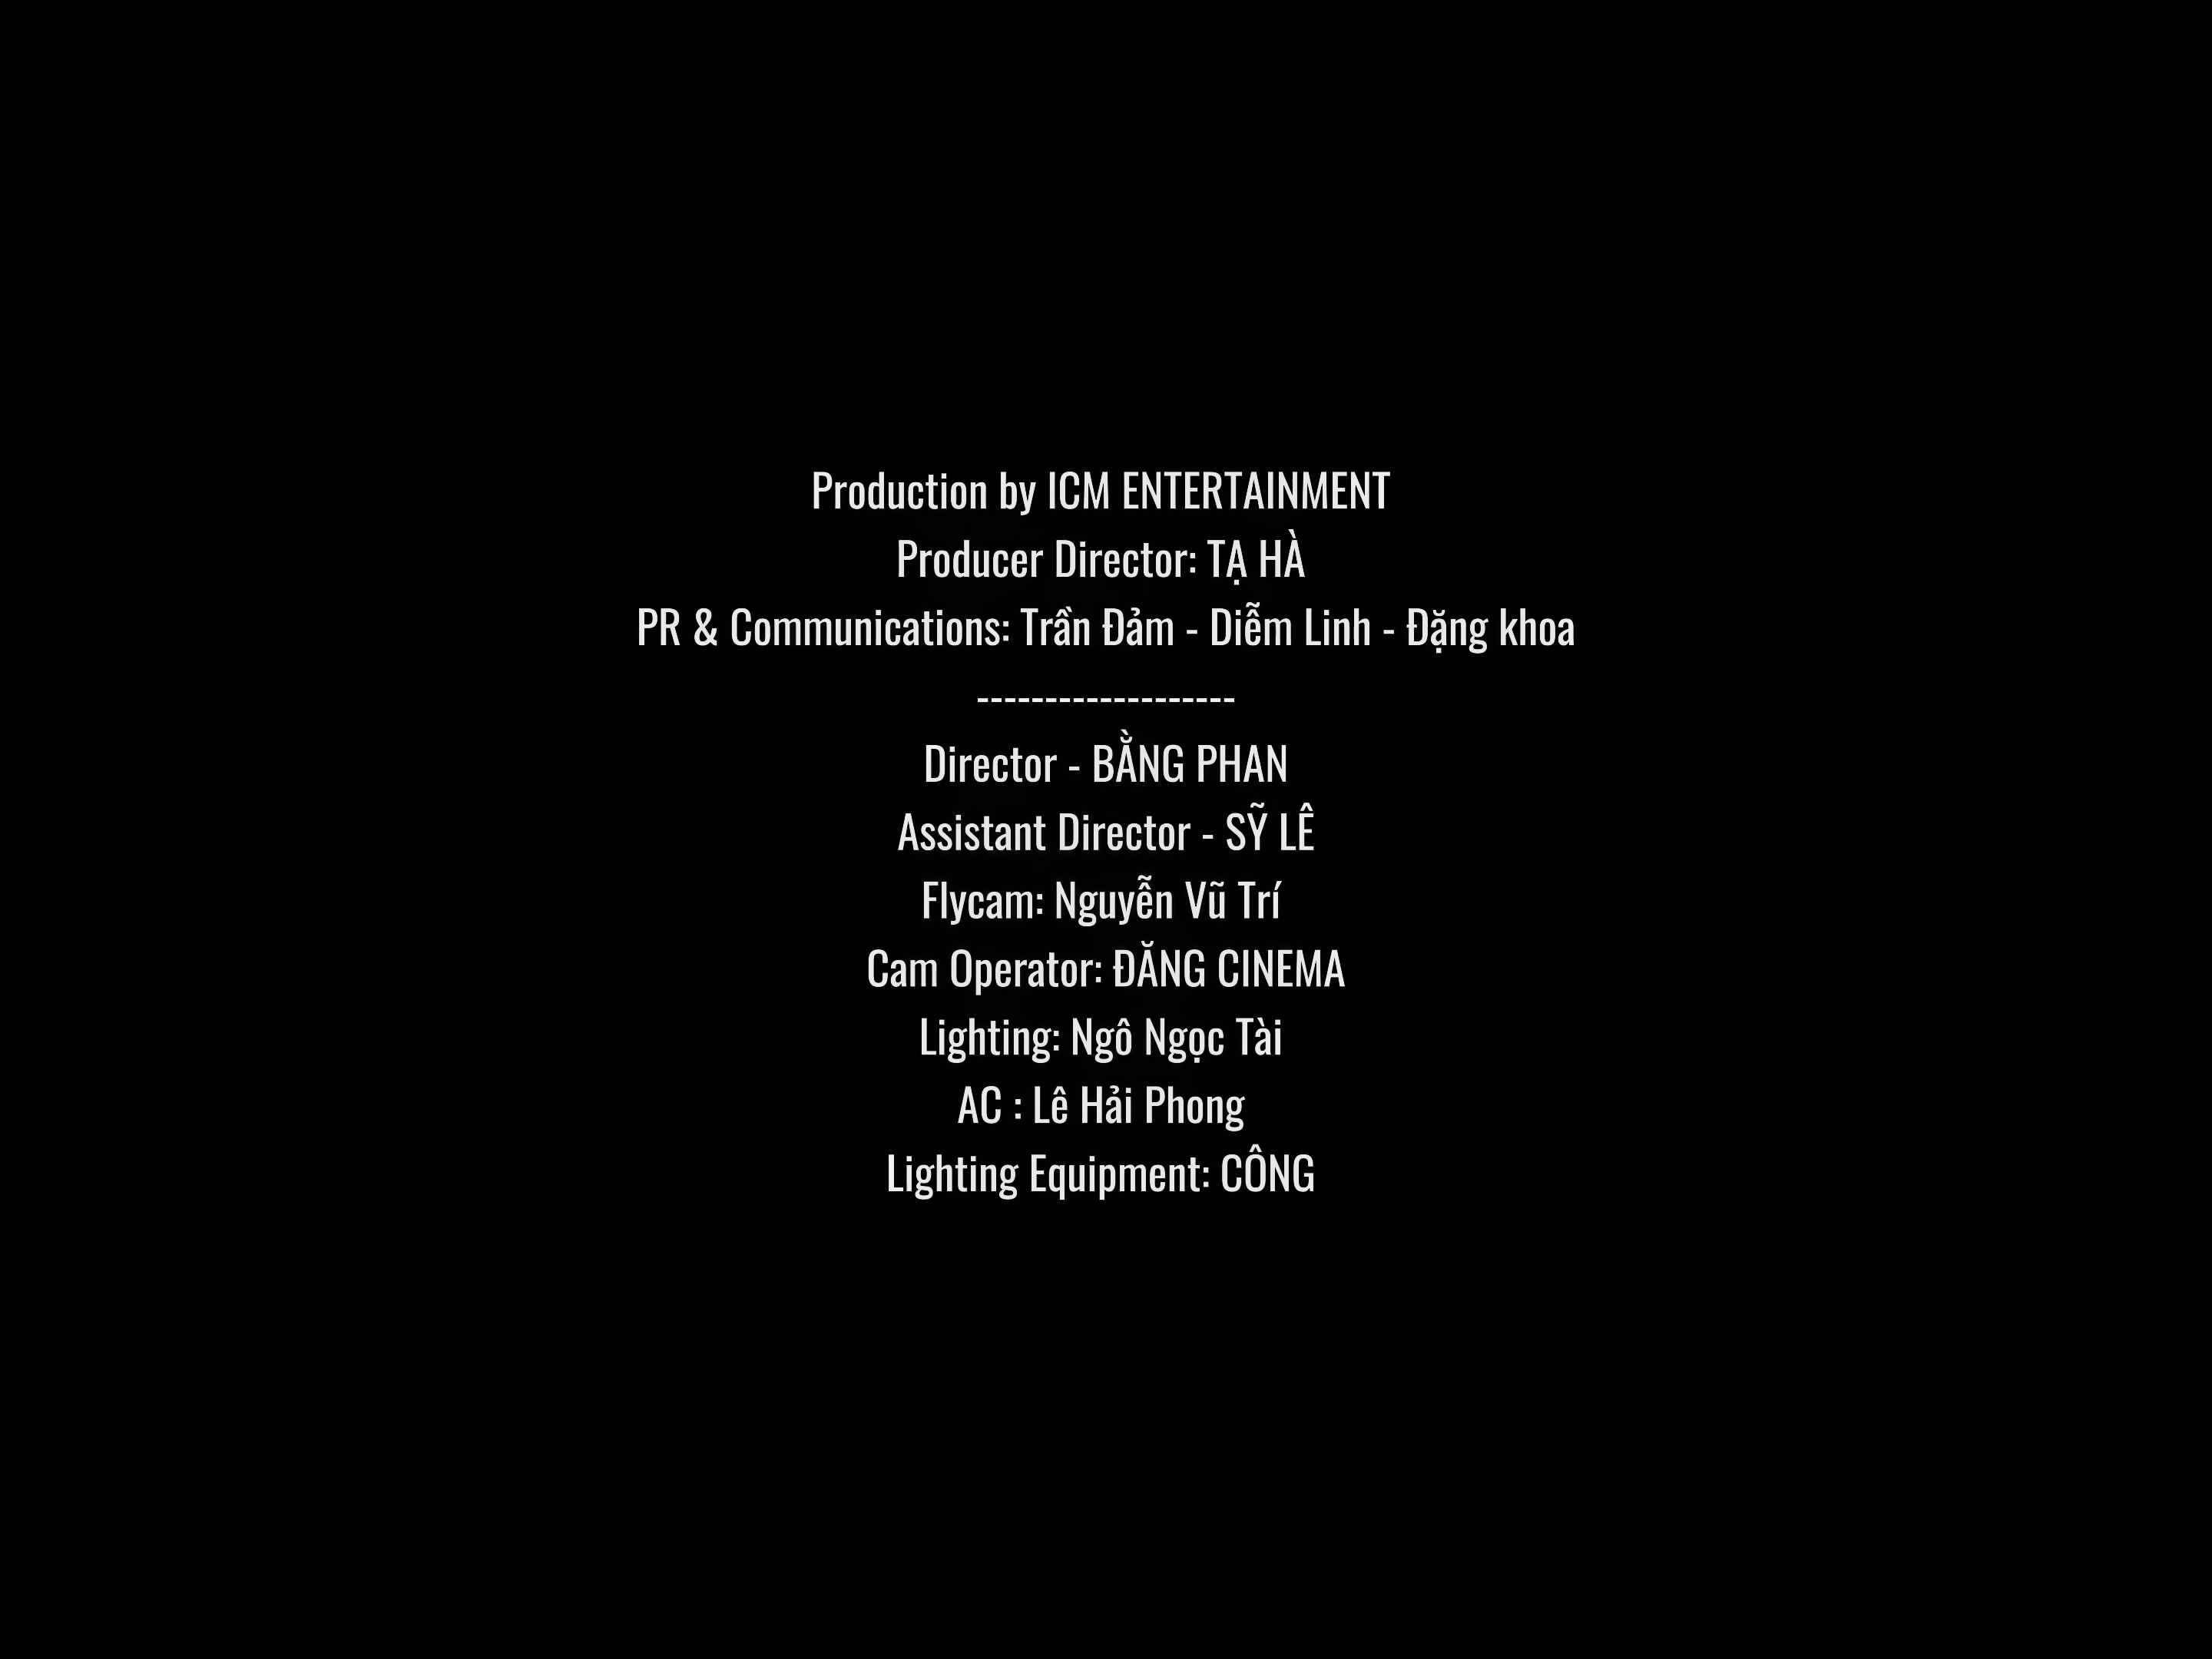 Production by ICM ENTERTAINMENT
Producer Director: TẠ HÀ
PR & Communications: Trần Đảm - Diễm Linh - Đặng khoa
-------------------
Director - BẰNG PHAN
Assistant Director - SỸ LÊ
Flycam: Nguyễn Vũ Trí
Cam Operator: ĐĂNG CINEMA
Lighting: Ngô Ngọc Tài
AC : Lê Hải Phong
Lighting Equipment: CÔNG